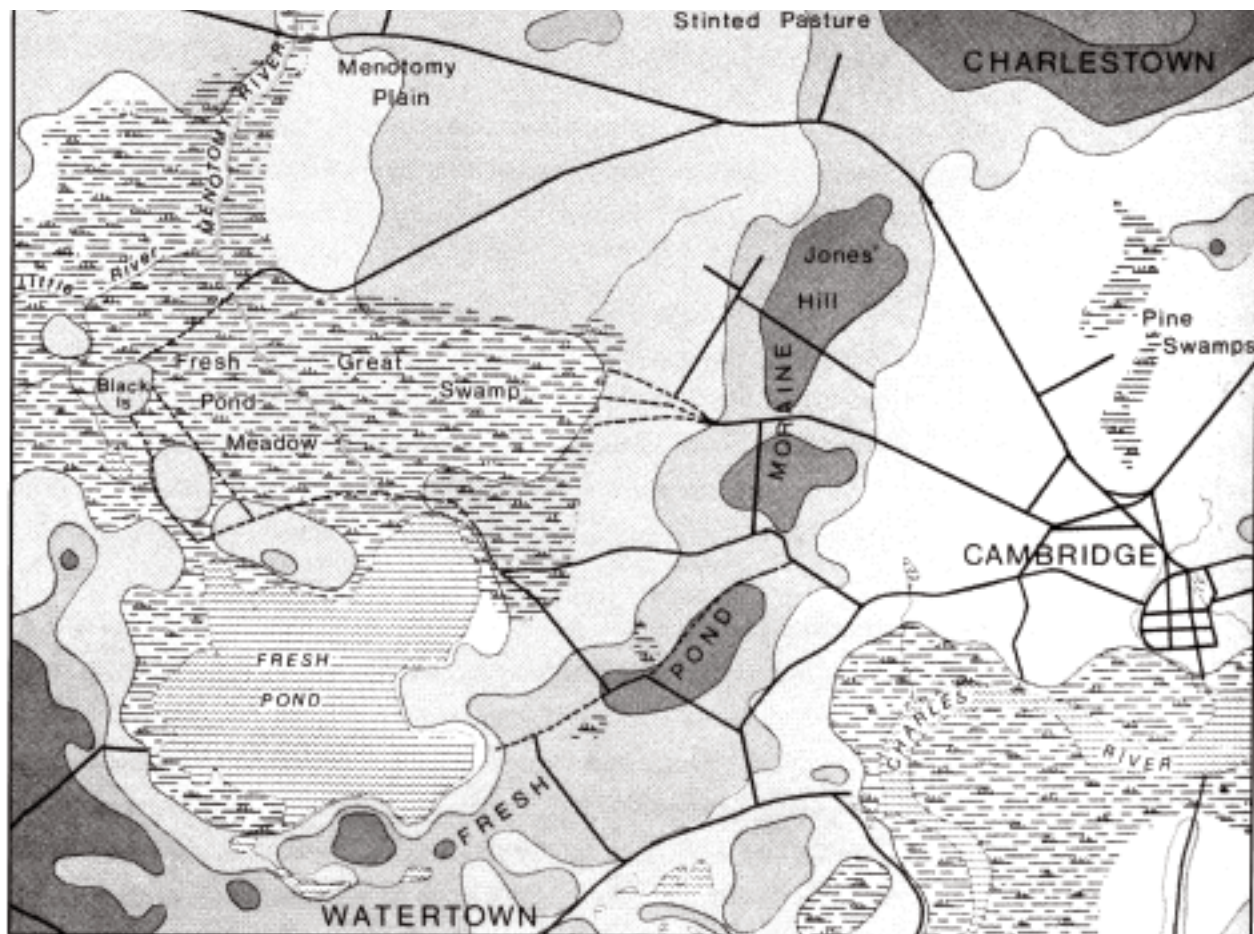 Stinted Pasture
CHARLESTOWN
Menotomy
Plain
MENOTOMY RIVER
Little River
Jones'
Hill
Pine
Swamps
Fresh
Pond
Meadow
Great
Swamp
Black
Is
CAMBRIDGE
FRESH
POND
FRESH POND MORAINE
CHARLES RIVER
WATERTOWN